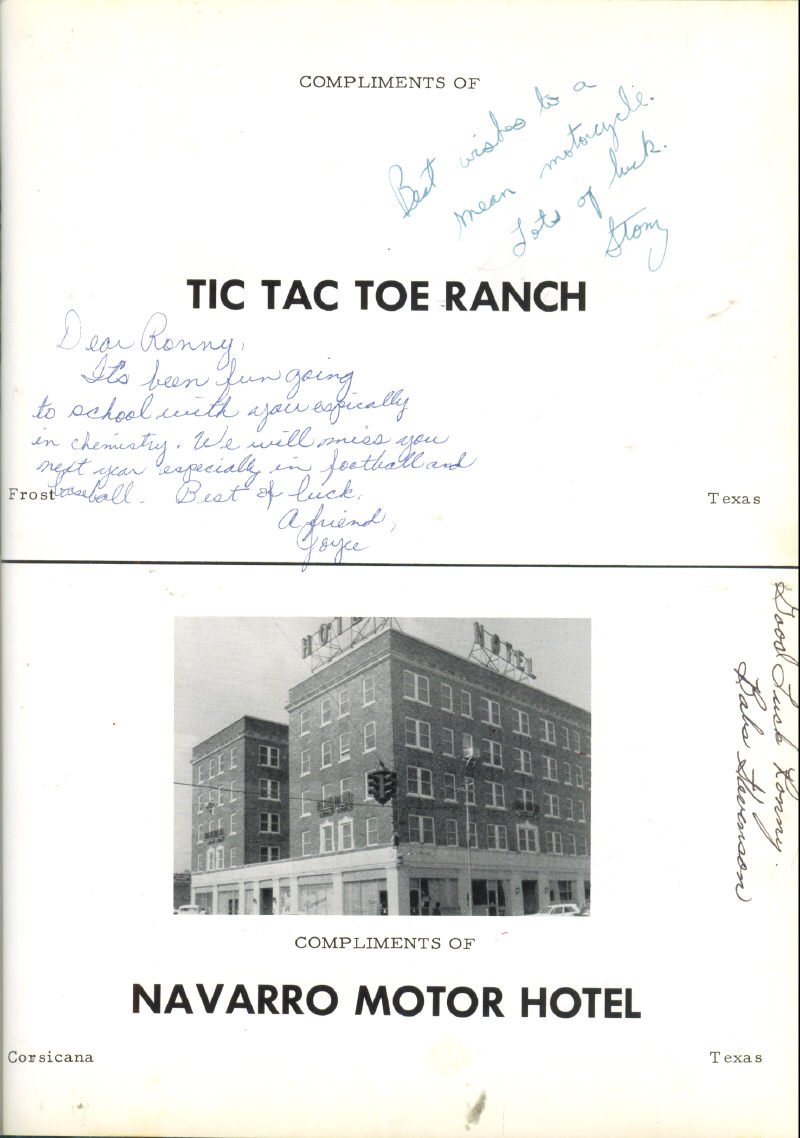 COMPLIMENTS OF
Best wishes to a
mean motorcycle.
Lots of luck.
Stony
TIC TAC TOE RANCH
Dear Ronny,
It's been fun going
to school with you espically
in chemistry. We will miss you
next year especially in football and
baseball. Best of luck.
A friend,
Joyce
Frost
Texas
Good Luck Ronny.
Babs Stevenson
HOTEL
HOTEL
COMPLIMENTS OF
NAVARRO MOTOR HOTEL
Corsicana
Texas